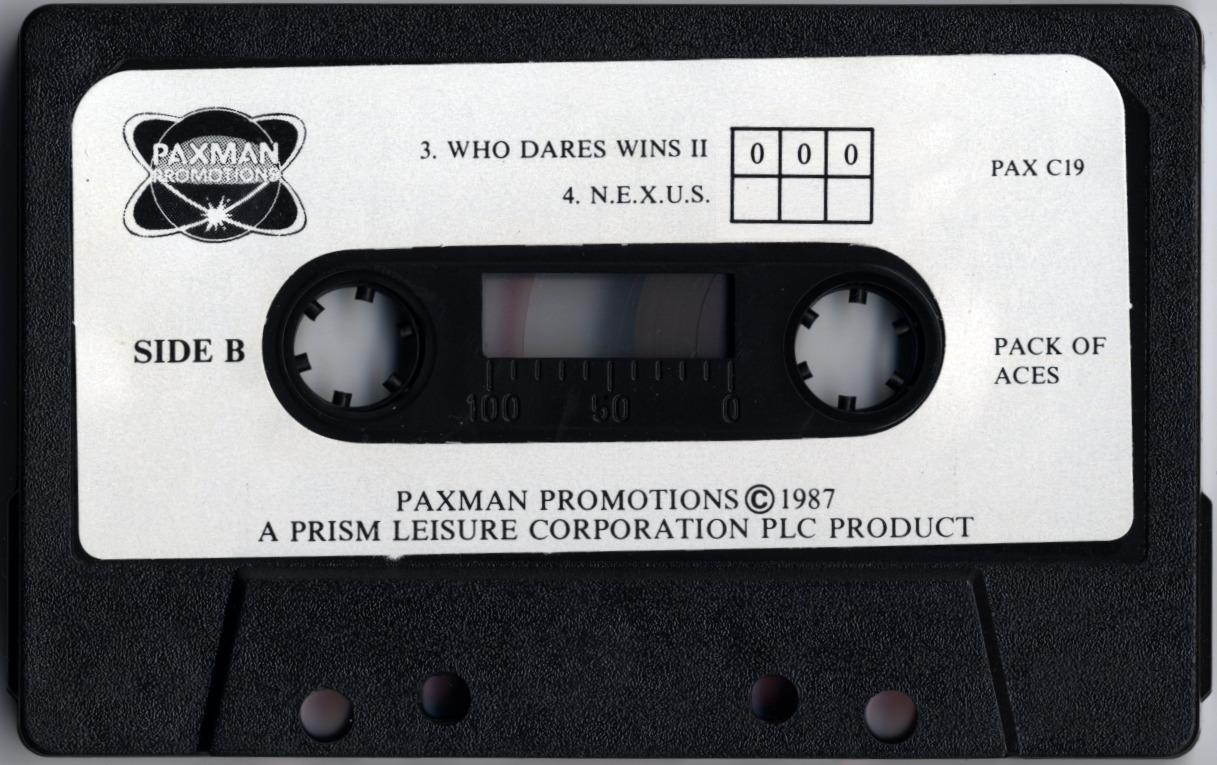 PAXMAN
PROMOTIONS
3. WHO DARES WINS II
0 0 0
4. N.E.X.U.S.
PAX C19
SIDE B
PACK OF
ACES
100 50 0
PAXMAN PROMOTIONS © 1987
A PRISM LEISURE CORPORATION PLC PRODUCT